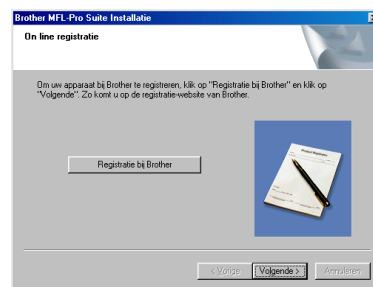 Brother MFL-Pro Suite Installatie
On line registratie
Om uw apparaat bij Brother te registreren, klik op "Registratie bij Brother" en klik op
"Volgende". Zo komt u op de registratie-website van Brother.
Registratie bij Brother
Product Registration
< Vorige Volgende > Annuleren